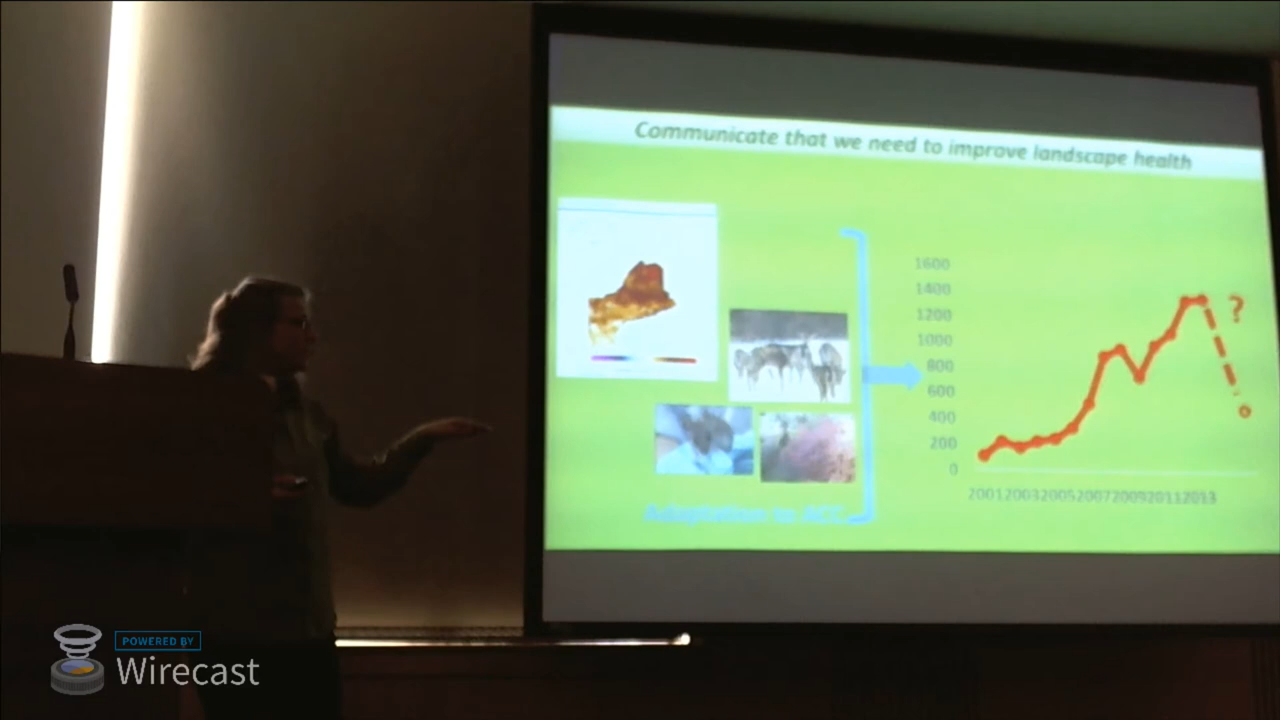 Communicate that we need to improve landscape health
1600
1400
1200
1000
800
600
400
200
0
?
2001 2003 2005 2007 2009 2011 2013
Adaptation to ACC
POWERED BY
Wirecast